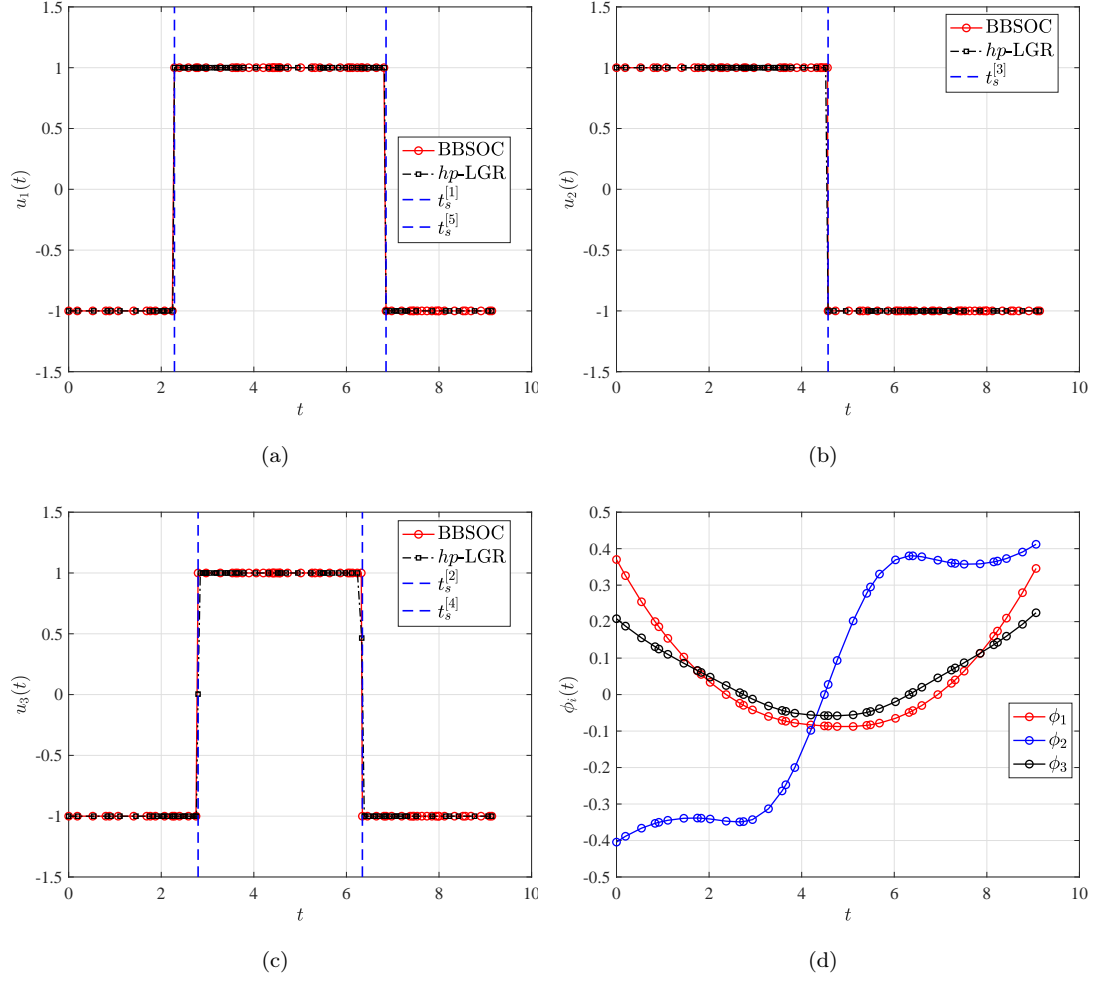 1.5
1
0.5
0
-0.5
-1
-1.5
u₁(t)
BBSOC
hp-LGR
t_s^{[1]}
t_s^{[5]}
0 2 4 6 8 10
t
(a)
1.5
1
0.5
0
-0.5
-1
-1.5
u₂(t)
BBSOC
hp-LGR
t_s^{[3]}
0 2 4 6 8 10
t
(b)
1.5
1
0.5
0
-0.5
-1
-1.5
u₃(t)
BBSOC
hp-LGR
t_s^{[2]}
t_s^{[4]}
0 2 4 6 8 10
t
(c)
0.5
0.4
0.3
0.2
0.1
0
-0.1
-0.2
-0.3
-0.4
-0.5
ϕᵢ(t)
ϕ₁
ϕ₂
ϕ₃
0 2 4 6 8 10
t
(d)